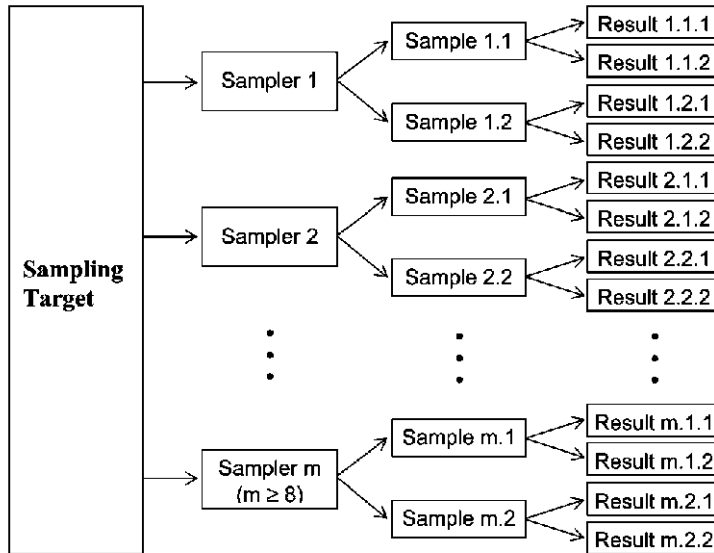 Sampling
Target
Sampler 1
Sample 1.1
Result 1.1.1
Result 1.1.2
Sample 1.2
Result 1.2.1
Result 1.2.2
Sampler 2
Sample 2.1
Result 2.1.1
Result 2.1.2
Sample 2.2
Result 2.2.1
Result 2.2.2
Sampler m
(m ≥ 8)
Sample m.1
Result m.1.1
Result m.1.2
Sample m.2
Result m.2.1
Result m.2.2